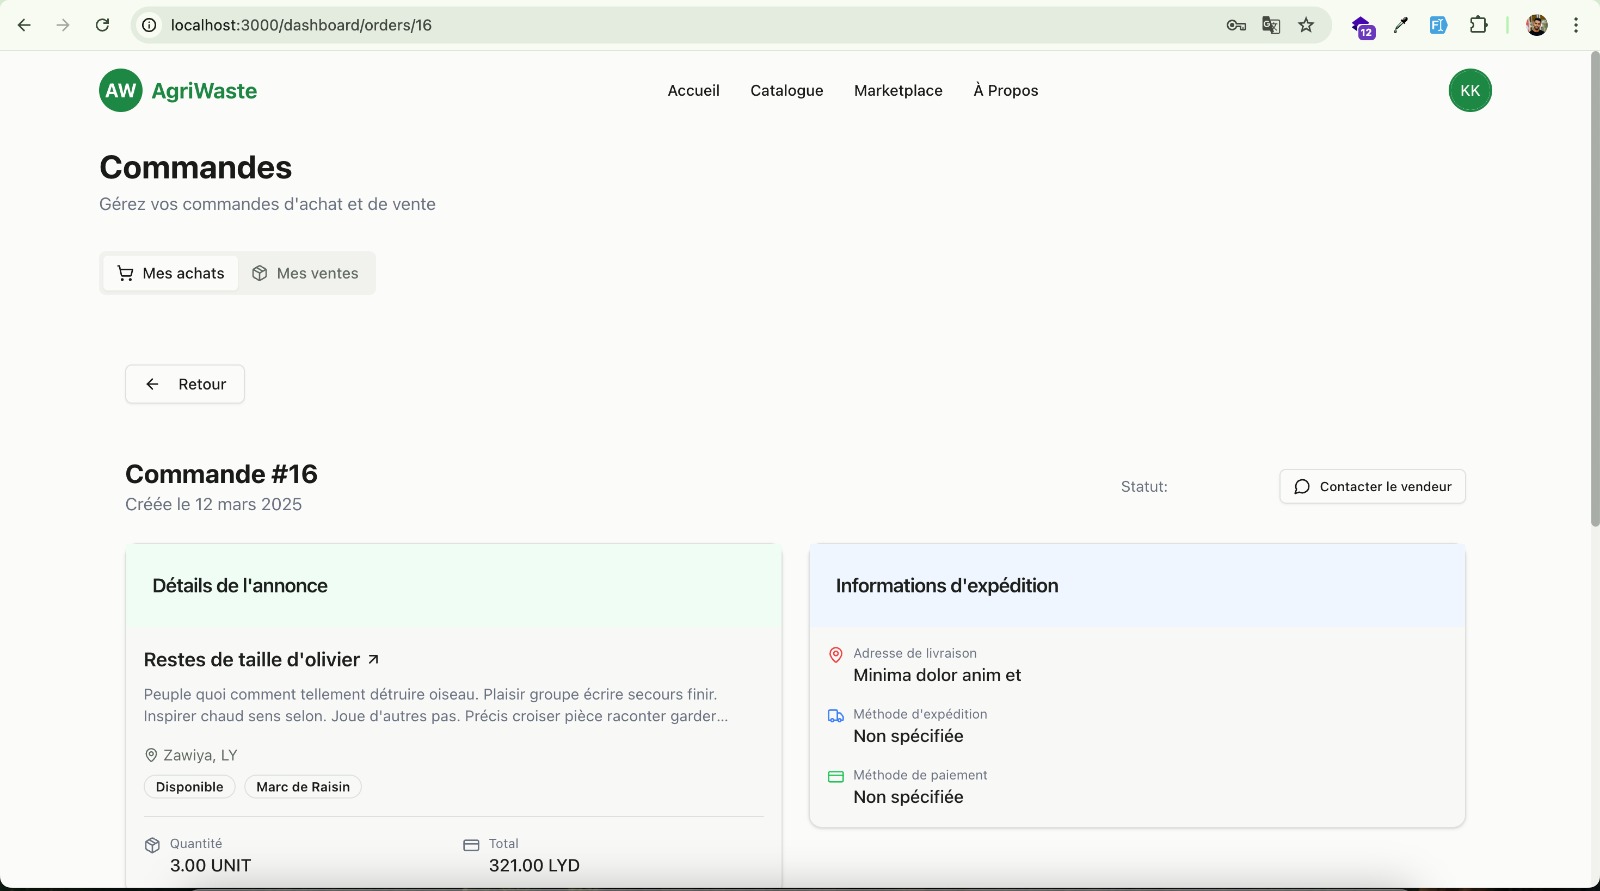 localhost:3000/dashboard/orders/16
12
AW AgriWaste
Accueil Catalogue Marketplace À Propos
KK
Commandes
Gérez vos commandes d'achat et de vente
Mes achats Mes ventes
Retour
Commande #16
Créée le 12 mars 2025
Statut:
Contacter le vendeur
Détails de l'annonce
Restes de taille d'olivier
Peuple quoi comment tellement détruire oiseau. Plaisir groupe écrire secours finir.
Inspirer chaud sens selon. Joue d'autres pas. Précis croiser pièce raconter garder...
Zawiya, LY
Disponible Marc de Raisin
Quantité Total
3.00 UNIT 321.00 LYD
Informations d'expédition
Adresse de livraison
Minima dolor anim et
Méthode d'expédition
Non spécifiée
Méthode de paiement
Non spécifiée